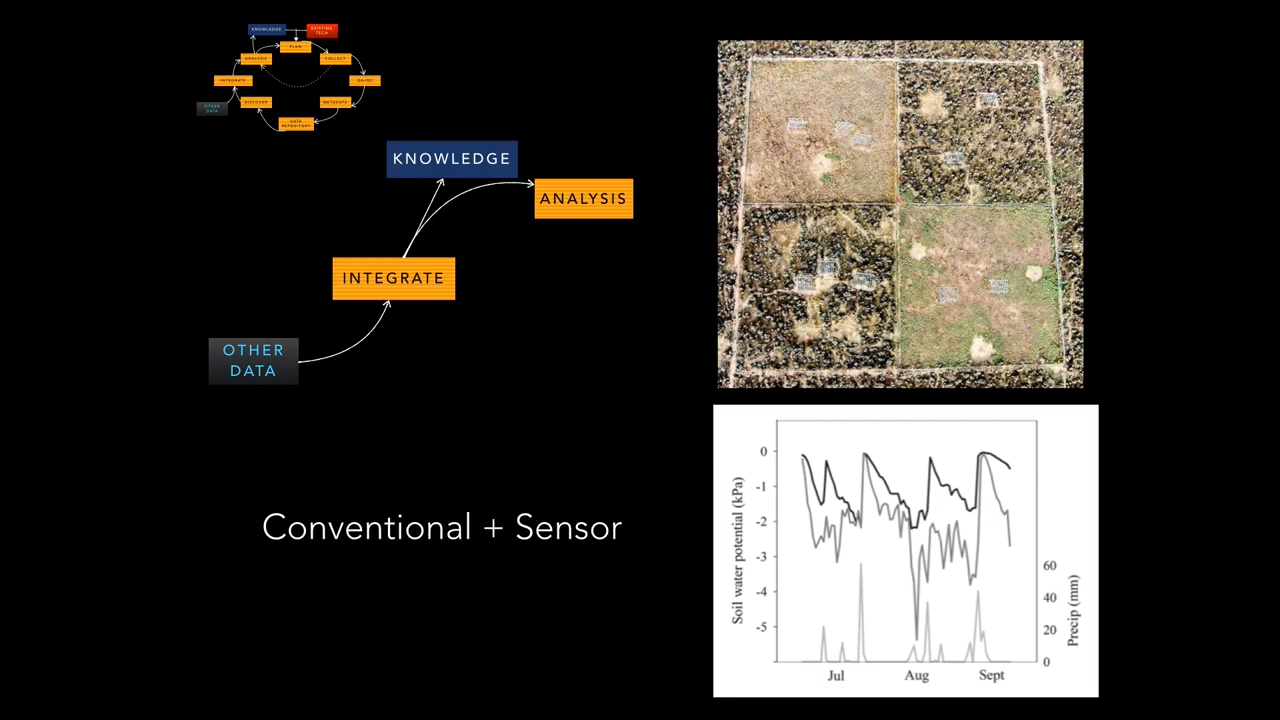 KNOWLEDGE
EXISTING
TECH
PLAN
ANALYSIS
COLLECT
INTEGRATE
QA/QC
OTHER
DATA
DISCOVER
METADATA
DATA
REPOSITORY
KNOWLEDGE
ANALYSIS
INTEGRATE
OTHER
DATA
Conventional + Sensor
Soil water potential (kPa)
0
-1
-2
-3
-4
-5
60
40
20
0
Precip (mm)
Jul Aug Sept